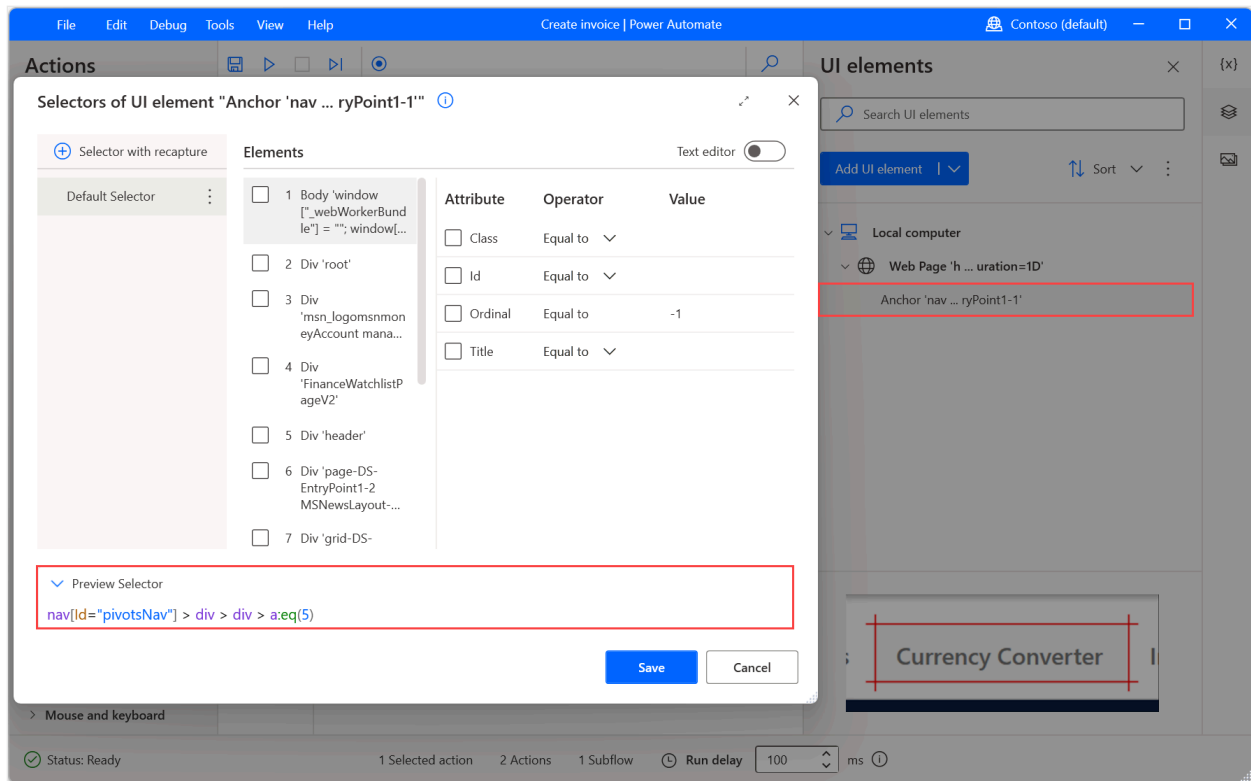 File Edit Debug Tools View Help Create invoice | Power Automate Contoso (default)
Actions
UI elements
{x}
Selectors of UI element "Anchor 'nav ... ryPoint1-1'"
Search UI elements
Selector with recapture
Elements
Text editor
Add UI element
Sort
Default Selector
1 Body 'window
["_webWorkerBund
le"] = ""; window[...
2 Div 'root'
3 Div
'msn_logomsnmon
eyAccount mana...
4 Div
'FinanceWatchlistP
ageV2'
5 Div 'header'
6 Div 'page-DS-
EntryPoint1-2
MSNewsLayout-...
7 Div 'grid-DS-
Attribute Operator Value
Class Equal to
Id Equal to
Ordinal Equal to -1
Title Equal to
Local computer
Web Page 'h ... uration=1D'
Anchor 'nav ... ryPoint1-1'
Preview Selector
nav[Id="pivotsNav"] > div > div > a:eq(5)
Save Cancel
Currency Converter
Mouse and keyboard
Status: Ready 1 Selected action 2 Actions 1 Subflow Run delay 100 ms